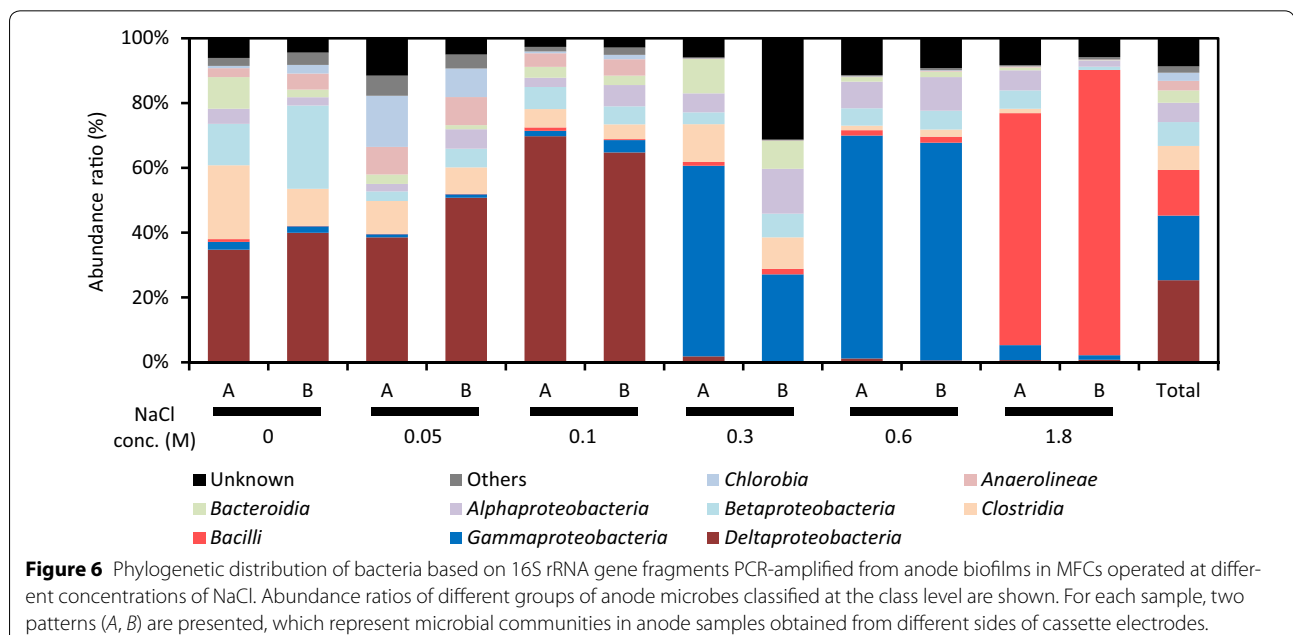 100%
80%
60%
40%
20%
0%
Abundance ratio (%)
A B A B A B A B A B A B Total
NaCl
conc. (M)
0 0.05 0.1 0.3 0.6 1.8
Unknown Others Chlorobia Anaerolineae
Bacteroidia Alphaproteobacteria Betaproteobacteria Clostridia
Bacilli Gammaproteobacteria Deltaproteobacteria
Figure 6 Phylogenetic distribution of bacteria based on 16S rRNA gene fragments PCR-amplified from anode biofilms in MFCs operated at differ-
ent concentrations of NaCl. Abundance ratios of different groups of anode microbes classified at the class level are shown. For each sample, two
patterns (A, B) are presented, which represent microbial communities in anode samples obtained from different sides of cassette electrodes.